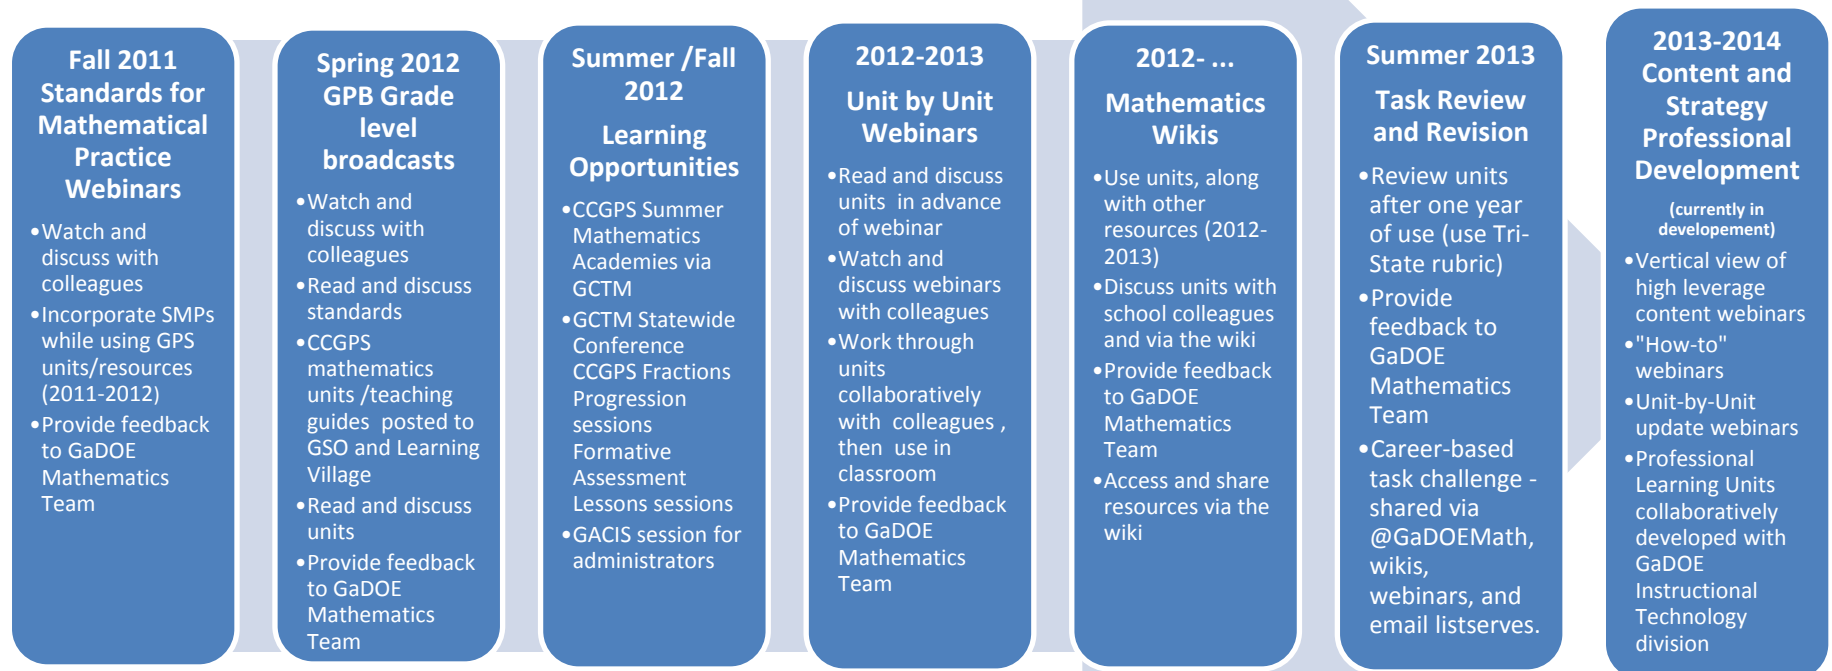 Fall 2011
Standards for
Mathematical
Practice
Webinars
•Watch and
discuss with
colleagues
•Incorporate SMPs
while using GPS
units/resources
(2011-2012)
•Provide feedback
to GaDOE
Mathematics
Team
Spring 2012
GPB Grade
level
broadcasts
•Watch and
discuss with
colleagues
•Read and discuss
standards
•CCGPS
mathematics
units /teaching
guides posted to
GSO and Learning
Village
•Read and discuss
units
•Provide feedback
to GaDOE
Mathematics
Team
Summer /Fall
2012
Learning
Opportunities
•CCGPS Summer
Mathematics
Academies via
GCTM
•GCTM Statewide
Conference
CCGPS Fractions
Progression
sessions
Formative
Assessment
Lessons sessions
•GACIS session for
administrators
2012-2013
Unit by Unit
Webinars
•Read and discuss
units in advance
of webinar
•Watch and
discuss webinars
with colleagues
•Work through
units
collaboratively
with colleagues ,
then use in
classroom
•Provide feedback
to GaDOE
Mathematics
Team
2012- ...
Mathematics
Wikis
•Use units, along
with other
resources (2012-
2013)
•Discuss units with
school colleagues
and via the wiki
•Provide feedback
to GaDOE
Mathematics
Team
•Access and share
resources via the
wiki
Summer 2013
Task Review
and Revision
•Review units
after one year
of use (use Tri-
State rubric)
•Provide
feedback to
GaDOE
Mathematics
Team
•Career-based
task challenge -
shared via
@GaDOEMath,
wikis,
webinars, and
email listserves.
2013-2014
Content and
Strategy
Professional
Development
(currently in
developement)
•Vertical view of
high leverage
content webinars
•"How-to"
webinars
•Unit-by-Unit
update webinars
•Professional
Learning Units
collaboratively
developed with
GaDOE
Instructional
Technology
division